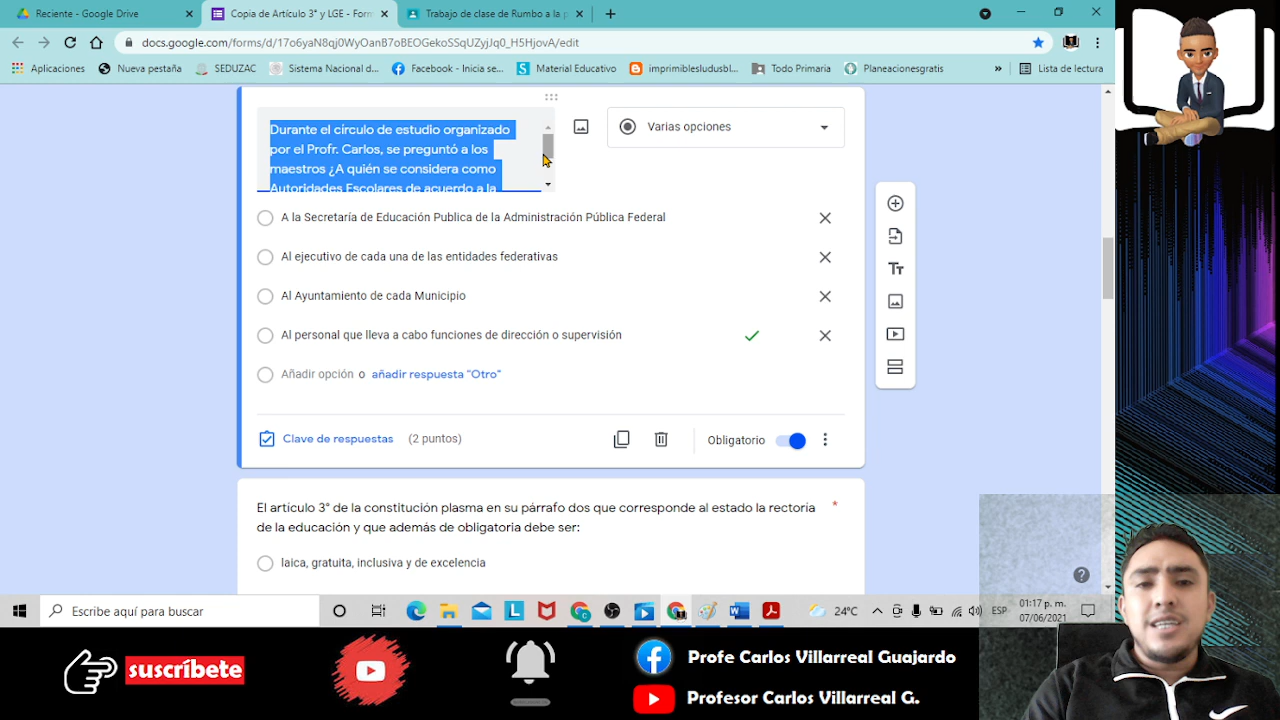 Reciente - Google Drive
Copia de Artículo 3° y LGE - Form
Trabajo de clase de Rumbo a la p
docs.google.com/forms/d/17o6yaN8qj0WyOanB7oBEOGekoSSqUZyjJq0_H5HjovA/edit
Aplicaciones
Nueva pestaña
SEDUZAC
Sistema Nacional d...
Facebook - Inicia se...
Material Educativo
imprimiblesludusbl...
Todo Primaria
Planeacionesgratis
»
Lista de lectura
Durante el círculo de estudio organizado
por el Profr. Carlos, se preguntó a los
maestros ¿A quién se considera como
Autoridades Escolares de acuerdo a la
Varias opciones
A la Secretaría de Educación Publica de la Administración Pública Federal
Al ejecutivo de cada una de las entidades federativas
Al Ayuntamiento de cada Municipio
Al personal que lleva a cabo funciones de dirección o supervisión
Añadir opción o añadir respuesta "Otro"
Clave de respuestas (2 puntos)
Obligatorio
El artículo 3° de la constitución plasma en su párrafo dos que corresponde al estado la rectoría *
de la educación y que además de obligatoria debe ser:
laica, gratuita, inclusiva y de excelencia
Escribe aquí para buscar
24°C
ESP
01:17 p. m.
07/06/2021
suscríbete
Profe Carlos Villarreal Guajardo
Profesor Carlos Villarreal G.